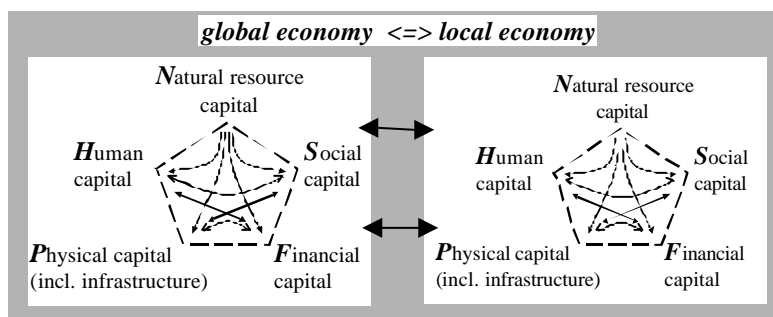 global economy <=> local economy
Natural resource
capital
Human
capital
Social
capital
Physical capital
(incl. infrastructure)
Financial
capital
Natural resource
capital
Human
capital
Social
capital
Physical capital
(incl. infrastructure)
Financial
capital